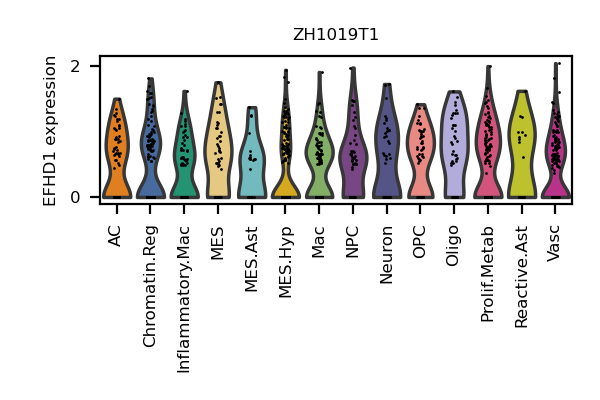 ZH1019T1
EFHD1 expression
2
0
AC
Chromatin.Reg
Inflammatory.Mac
MES
MES.Ast
MES.Hyp
Mac
NPC
Neuron
OPC
Oligo
Prolif.Metab
Reactive.Ast
Vasc